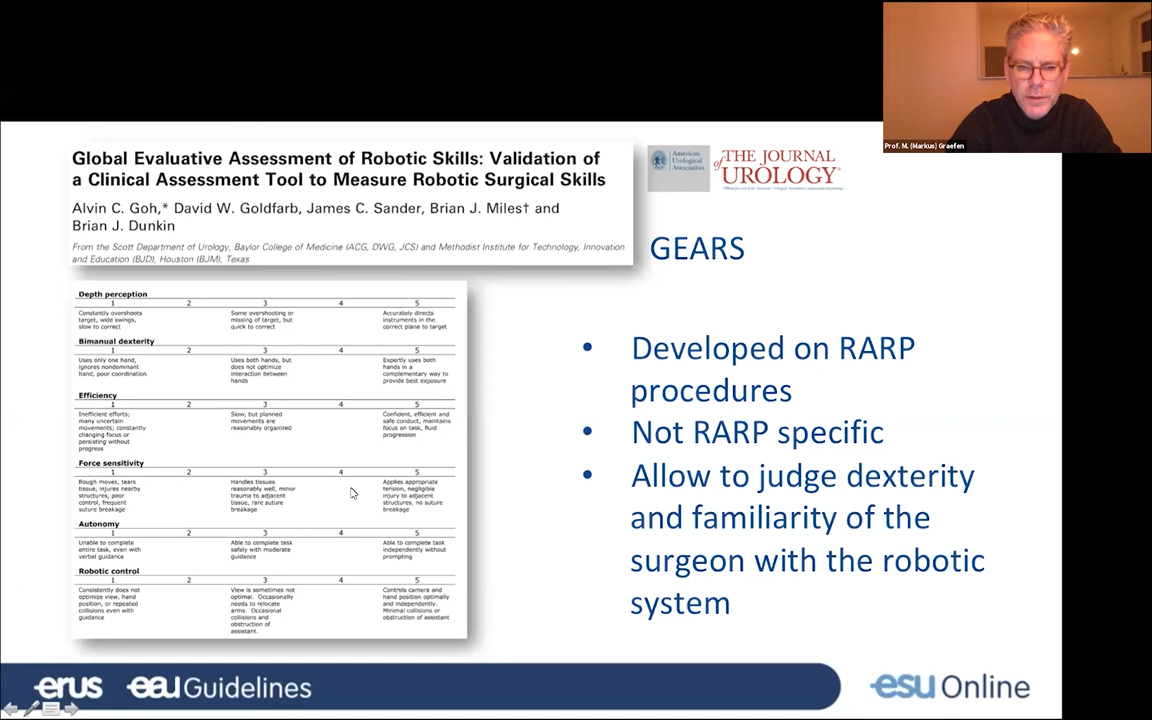 Prof. M. (Markus) Graefen
Global Evaluative Assessment of Robotic Skills: Validation of
a Clinical Assessment Tool to Measure Robotic Surgical Skills
Alvin C. Goh,* David W. Goldfarb, James C. Sander, Brian J. Miles† and
Brian J. Dunkin
From the Scott Department of Urology, Baylor College of Medicine (ACG, DWG, JCS) and Methodist Institute for Technology, Innovation
and Education (BJD), Houston (BJM), Texas
American
Urological
Association
THE JOURNAL
of UROLOGY
GEARS
Depth perception
1 2 3 4 5
Constantly overshoots
target, wide swings,
slow to correct
Some overshooting or
missing of target, but
quick to correct
Accurately directs
instruments in the
correct plane to target
Bimanual dexterity
1 2 3 4 5
Uses only one hand,
ignores nondominant
hand, poor coordination
Uses both hands, but
does not optimize
interaction between
hands
Expertly uses both
hands in a
complementary way to
provide best exposure
Efficiency
1 2 3 4 5
Inefficient efforts;
many uncertain
movements; constantly
changing focus or
persisting without
progress
Slow, but planned
movements are
reasonably organized
Confident, efficient and
safe conduct, maintains
focus on task, fluid
progression
Force sensitivity
1 2 3 4 5
Rough moves, tears
tissue, injures nearby
structures, poor
control, frequent
suture breakage
Handles tissues
reasonably well, minor
trauma to adjacent
tissue, rare suture
breakage
Applies appropriate
tension, negligible
injury to adjacent
structures, no suture
breakage
Autonomy
1 2 3 4 5
Unable to complete
entire task, even with
verbal guidance
Able to complete task
safely with moderate
guidance
Able to complete task
independently without
prompting
Robotic control
1 2 3 4 5
Consistently does not
optimize view, hand
position, or repeated
collisions even with
guidance
View is sometimes not
optimal. Occasionally
needs to relocate
arms. Occasional
collisions and
obstruction of
assistant.
Controls camera and
hand position optimally
and independently.
Minimal collisions or
obstruction of assistant
• Developed on RARP
procedures
• Not RARP specific
• Allow to judge dexterity
and familiarity of the
surgeon with the robotic
system
erus eau Guidelines
esu Online